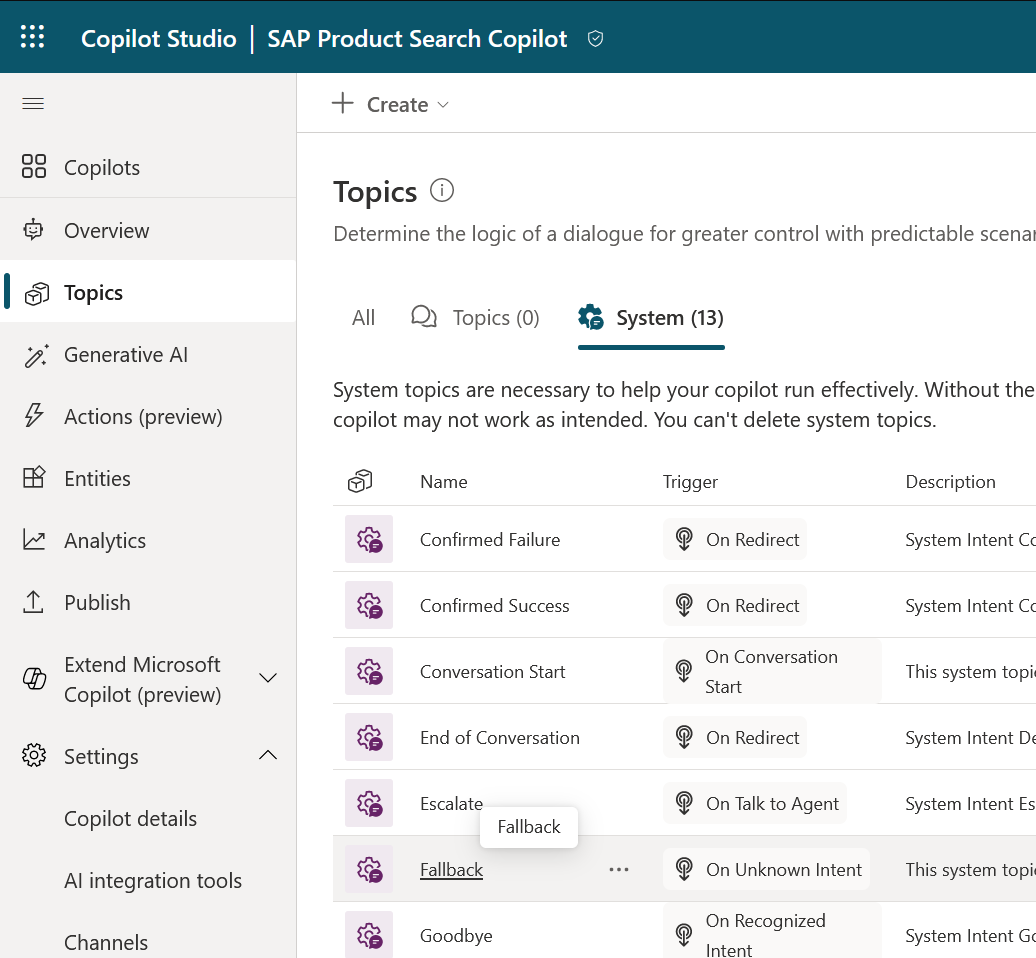 Copilot Studio | SAP Product Search Copilot
Create
Copilots
Overview
Topics
Generative AI
Actions (preview)
Entities
Analytics
Publish
Extend Microsoft
Copilot (preview)
Settings
Copilot details
AI integration tools
Channels
Topics
Determine the logic of a dialogue for greater control with predictable scenar
All
Topics (0)
System (13)
System topics are necessary to help your copilot run effectively. Without the
copilot may not work as intended. You can't delete system topics.
Name Trigger Description
Confirmed Failure On Redirect System Intent Co
Confirmed Success On Redirect System Intent Co
Conversation Start On Conversation Start This system topi
End of Conversation On Redirect System Intent De
Escalate On Talk to Agent System Intent Es
Fallback
Fallback ... On Unknown Intent This system topi
Goodbye On Recognized Intent System Intent Go